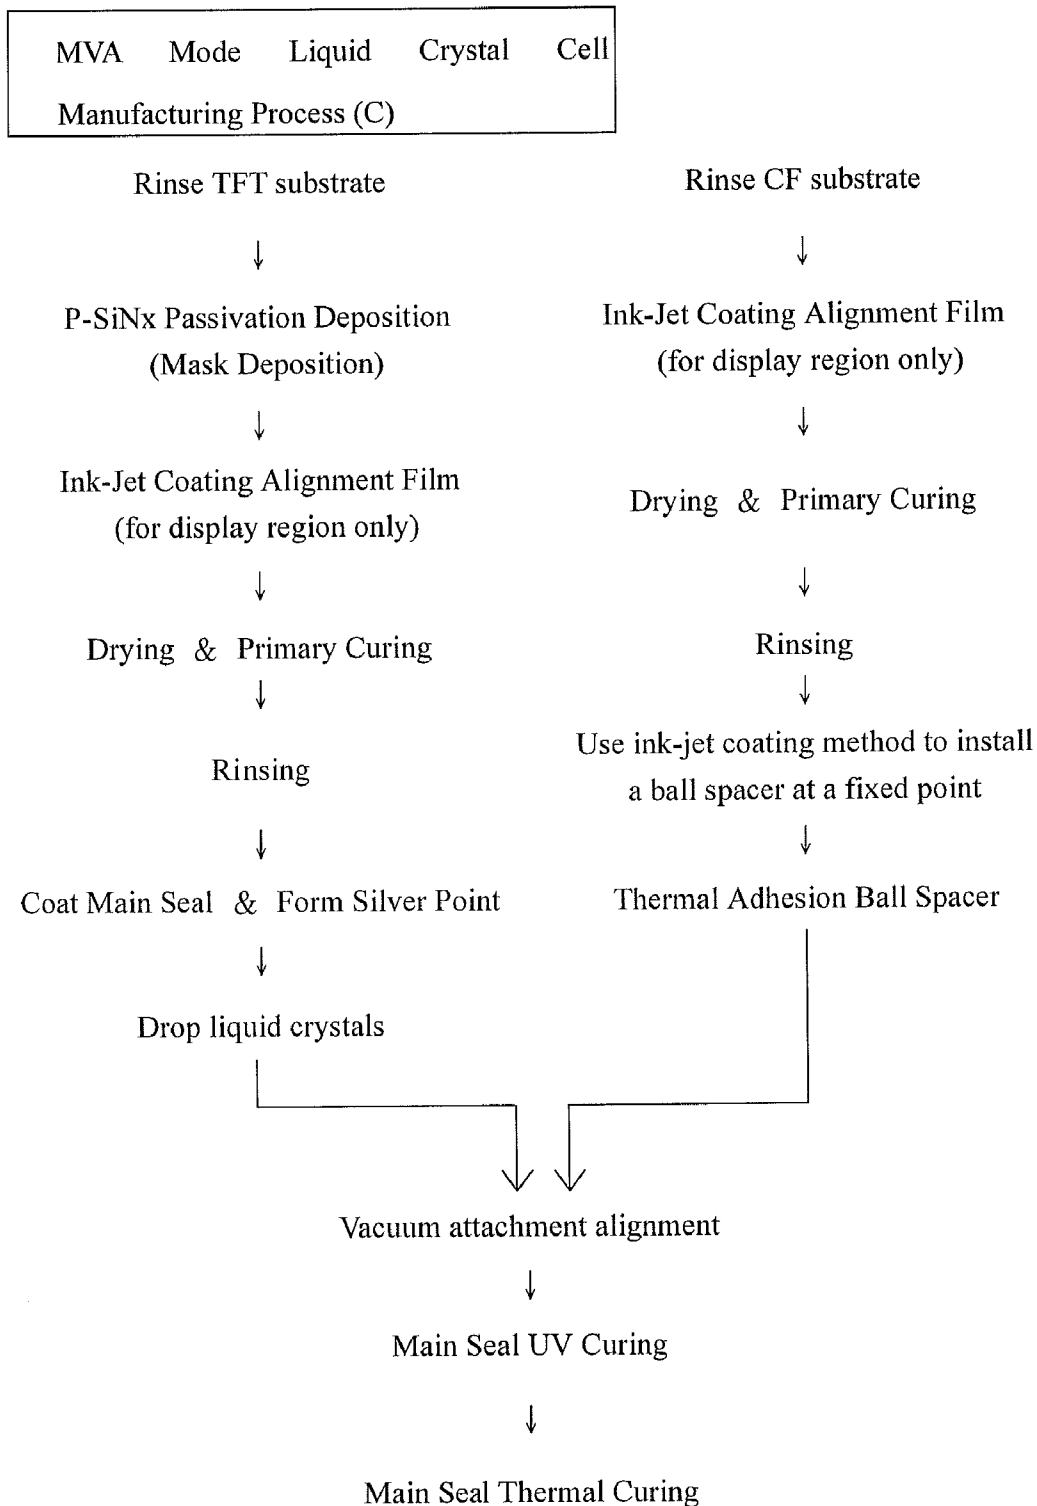 MVA Mode Liquid Crystal Cell
Manufacturing Process (C)
Rinse TFT substrate
↓
P-SiNx Passivation Deposition
(Mask Deposition)
↓
Ink-Jet Coating Alignment Film
(for display region only)
↓
Drying & Primary Curing
↓
Rinsing
↓
Coat Main Seal & Form Silver Point
↓
Drop liquid crystals
Rinse CF substrate
↓
Ink-Jet Coating Alignment Film
(for display region only)
↓
Drying & Primary Curing
↓
Rinsing
↓
Use ink-jet coating method to install
a ball spacer at a fixed point
↓
Thermal Adhesion Ball Spacer
Vacuum attachment alignment
↓
Main Seal UV Curing
↓
Main Seal Thermal Curing